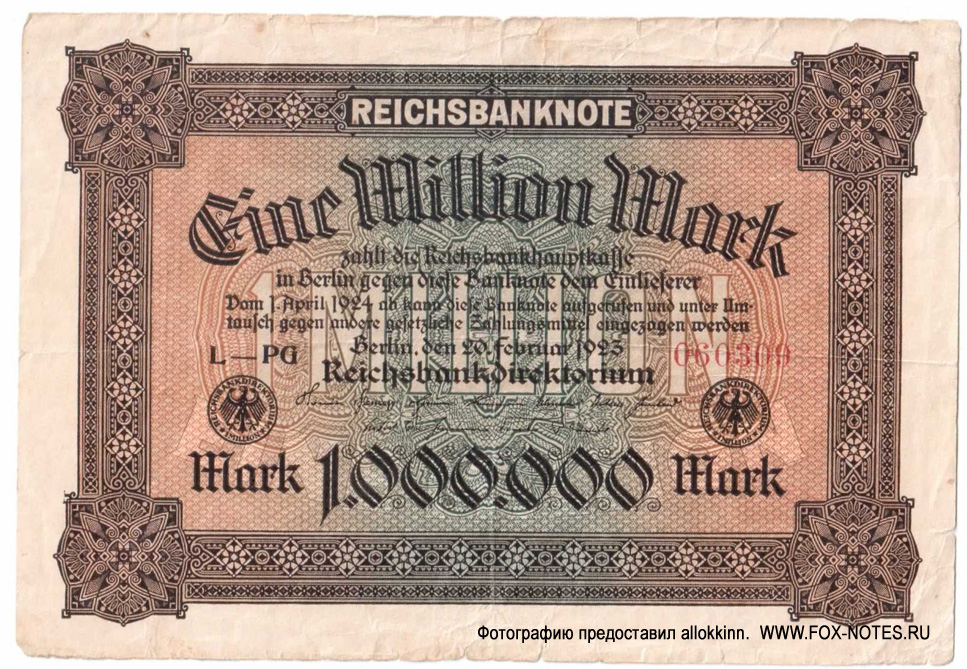 REICHSBANKNOTE
Eine Million Mark
zahlt die Reichsbankhauptkasse
in Berlin gegen diese Banknote dem Einlieferer
Vom 1. April 1924 ab kann diese Banknote aufgerufen und unter Um-
tausch gegen andere gesetzliche Zahlungsmittel eingezogen werden
Berlin, den 20. Februar 1923
L—PG 060309
Reichsbankdirektorium
Mark 1.000.000 Mark
Фотографию предоставил allokkinn. WWW.FOX-NOTES.RU